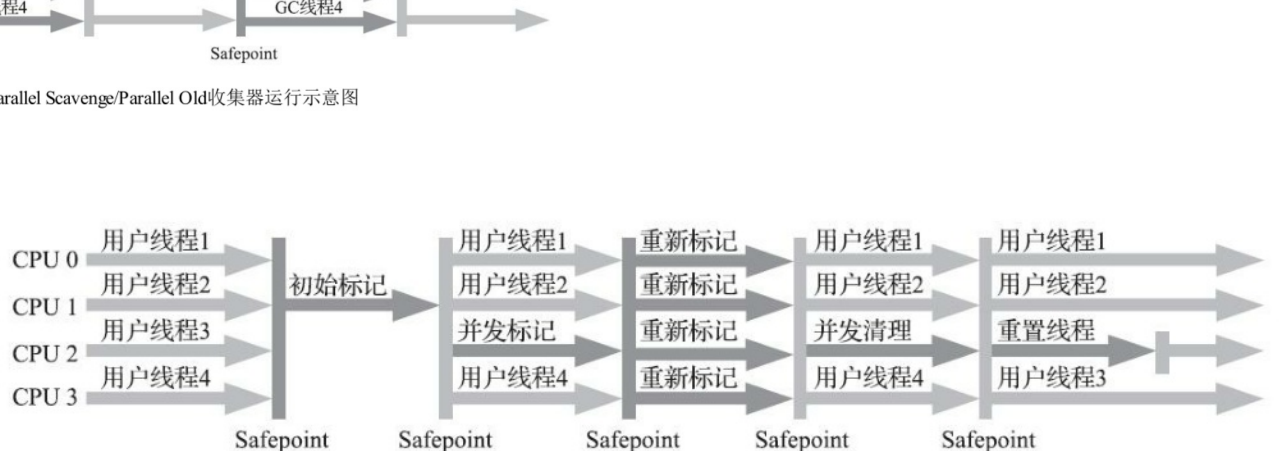 程4 GC线程4
Safepoint
arallel Scavenge/Parallel Old收集器运行示意图
用户线程1 用户线程1 重新标记 用户线程1 用户线程1
CPU 0
用户线程2 初始标记 用户线程2 重新标记 用户线程2 用户线程2
CPU 1
用户线程3 并发标记 重新标记 并发清理 重置线程
CPU 2
用户线程4 用户线程4 重新标记 用户线程4 用户线程3
CPU 3
Safepoint Safepoint Safepoint Safepoint Safepoint